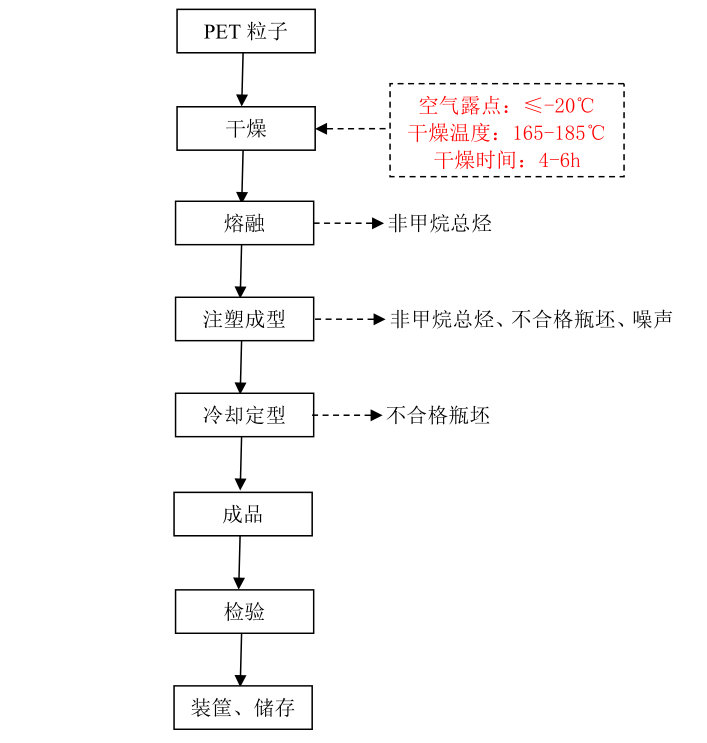 PET 粒子
空气露点：≤-20℃
干燥
干燥温度：165-185℃
干燥时间：4-6h
熔融
非甲烷总烃
注塑成型
非甲烷总烃、不合格瓶坯、噪声
冷却定型
不合格瓶坯
成品
检验
装筐、储存